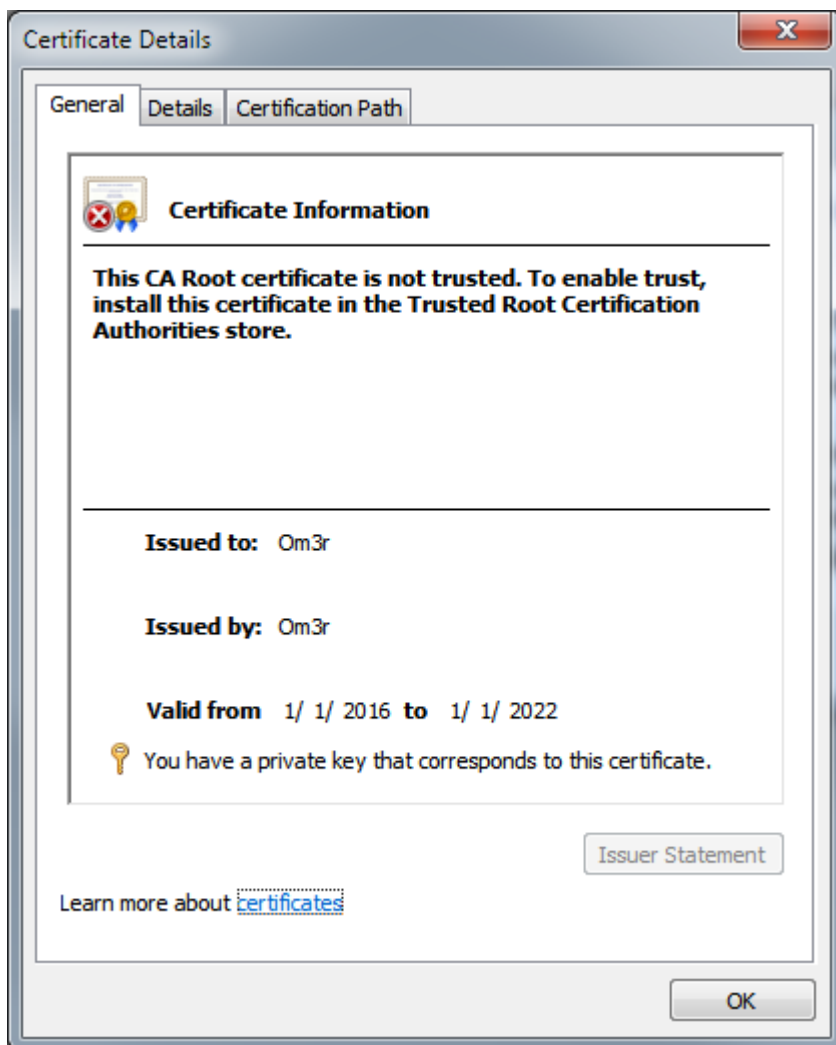 Certificate Details
General Details Certification Path
Certificate Information
This CA Root certificate is not trusted. To enable trust,
install this certificate in the Trusted Root Certification
Authorities store.
Issued to: Om3r
Issued by: Om3r
Valid from 1/ 1/ 2016 to 1/ 1/ 2022
You have a private key that corresponds to this certificate.
Issuer Statement
Learn more about certificates
OK